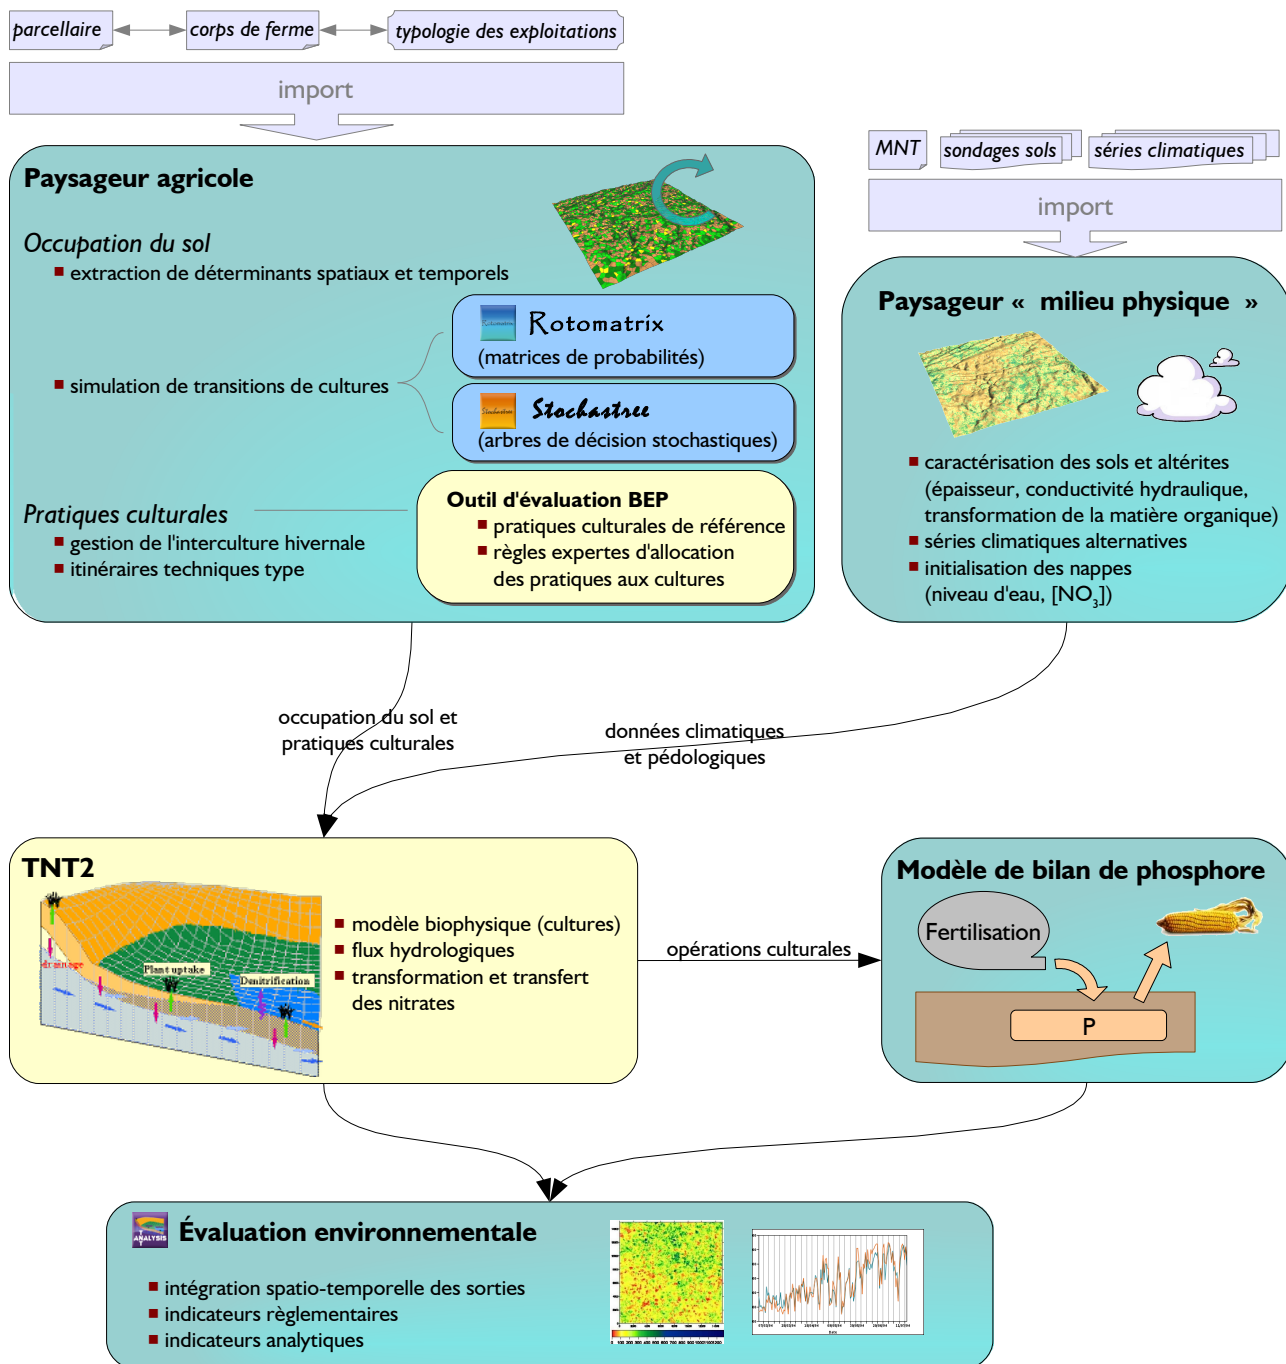 parcellaire
corps de ferme
typologie des exploitations
import
MNT
sondages sols
séries climatiques
import
Paysageur agricole
Occupation du sol
■ extraction de déterminants spatiaux et temporels
Rotomatrix
(matrices de probabilités)
■ simulation de transitions de cultures
Stochastree
Stochastree
(arbres de décision stochastiques)
Pratiques culturales
■ gestion de l'interculture hivernale
■ itinéraires techniques type
Outil d'évaluation BEP
■ pratiques culturales de référence
■ règles expertes d'allocation
des pratiques aux cultures
Paysageur « milieu physique »
■ caractérisation des sols et altérites
(épaisseur, conductivité hydraulique,
transformation de la matière organique)
■ séries climatiques alternatives
■ initialisation des nappes
(niveau d'eau, [NO3])
occupation du sol et
pratiques culturales
données climatiques
et pédologiques
TNT2
drainage
Plant uptake
Denitrification
■ modèle biophysique (cultures)
■ flux hydrologiques
■ transformation et transfert
des nitrates
opérations culturales
Modèle de bilan de phosphore
Fertilisation
P
ANALYSIS
Évaluation environnementale
■ intégration spatio-temporelle des sorties
■ indicateurs règlementaires
■ indicateurs analytiques